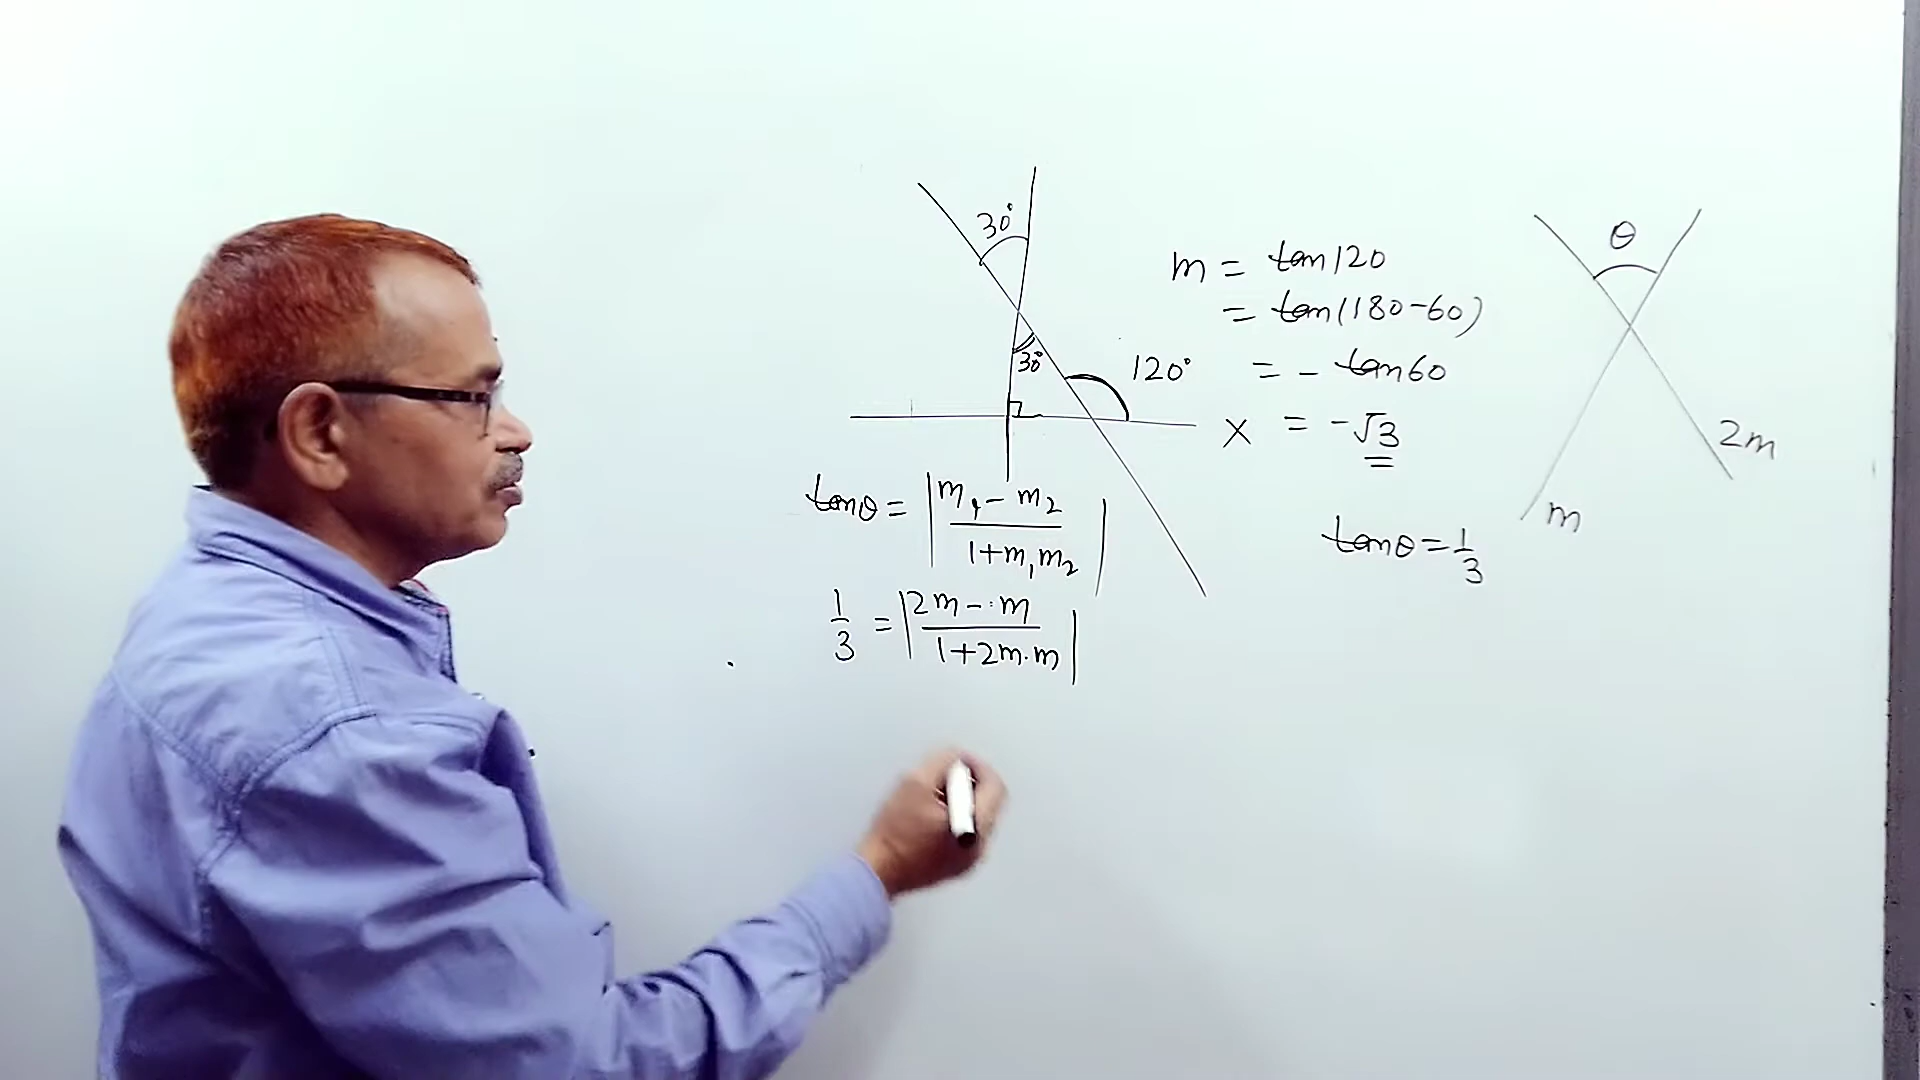 30°
30°
120°
x
m = tan120
= tan(180-60)
= - tan60
= -√3
θ
2m
m
tanθ = 1/3
tanθ = |m₁ - m₂ / 1+m₁m₂|
1/3 = |2m - m / 1+2m.m|